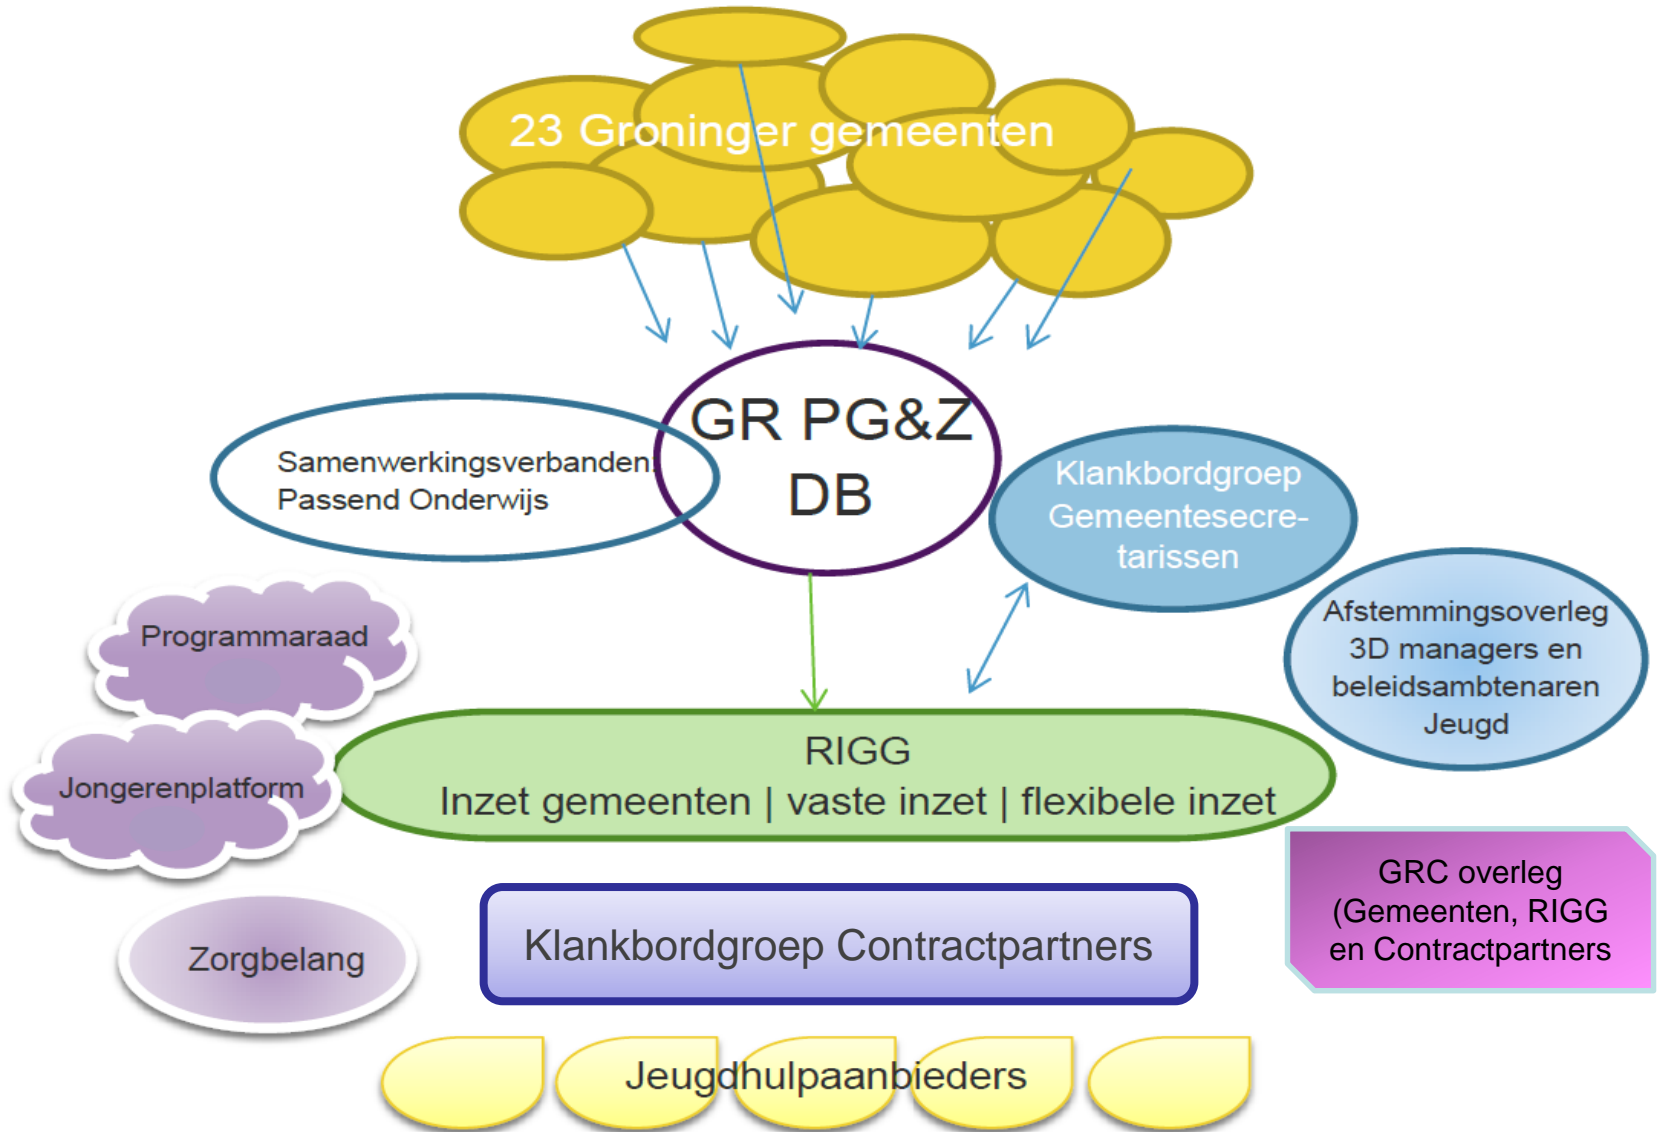 23 Groninger gemeenten
GR PG&Z
DB
Samenwerkingsverbanden:
Passend Onderwijs
Klankbordgroep
Gemeentesecre-
tarissen
Afstemmingsoverleg
3D managers en
beleidsambtenaren
Jeugd
Programmaraad
Jongerenplatform
RIGG
Inzet gemeenten | vaste inzet | flexibele inzet
GRC overleg
(Gemeenten, RIGG
en Contractpartners
Zorgbelang
Klankbordgroep Contractpartners
Jeugdhulpaanbieders